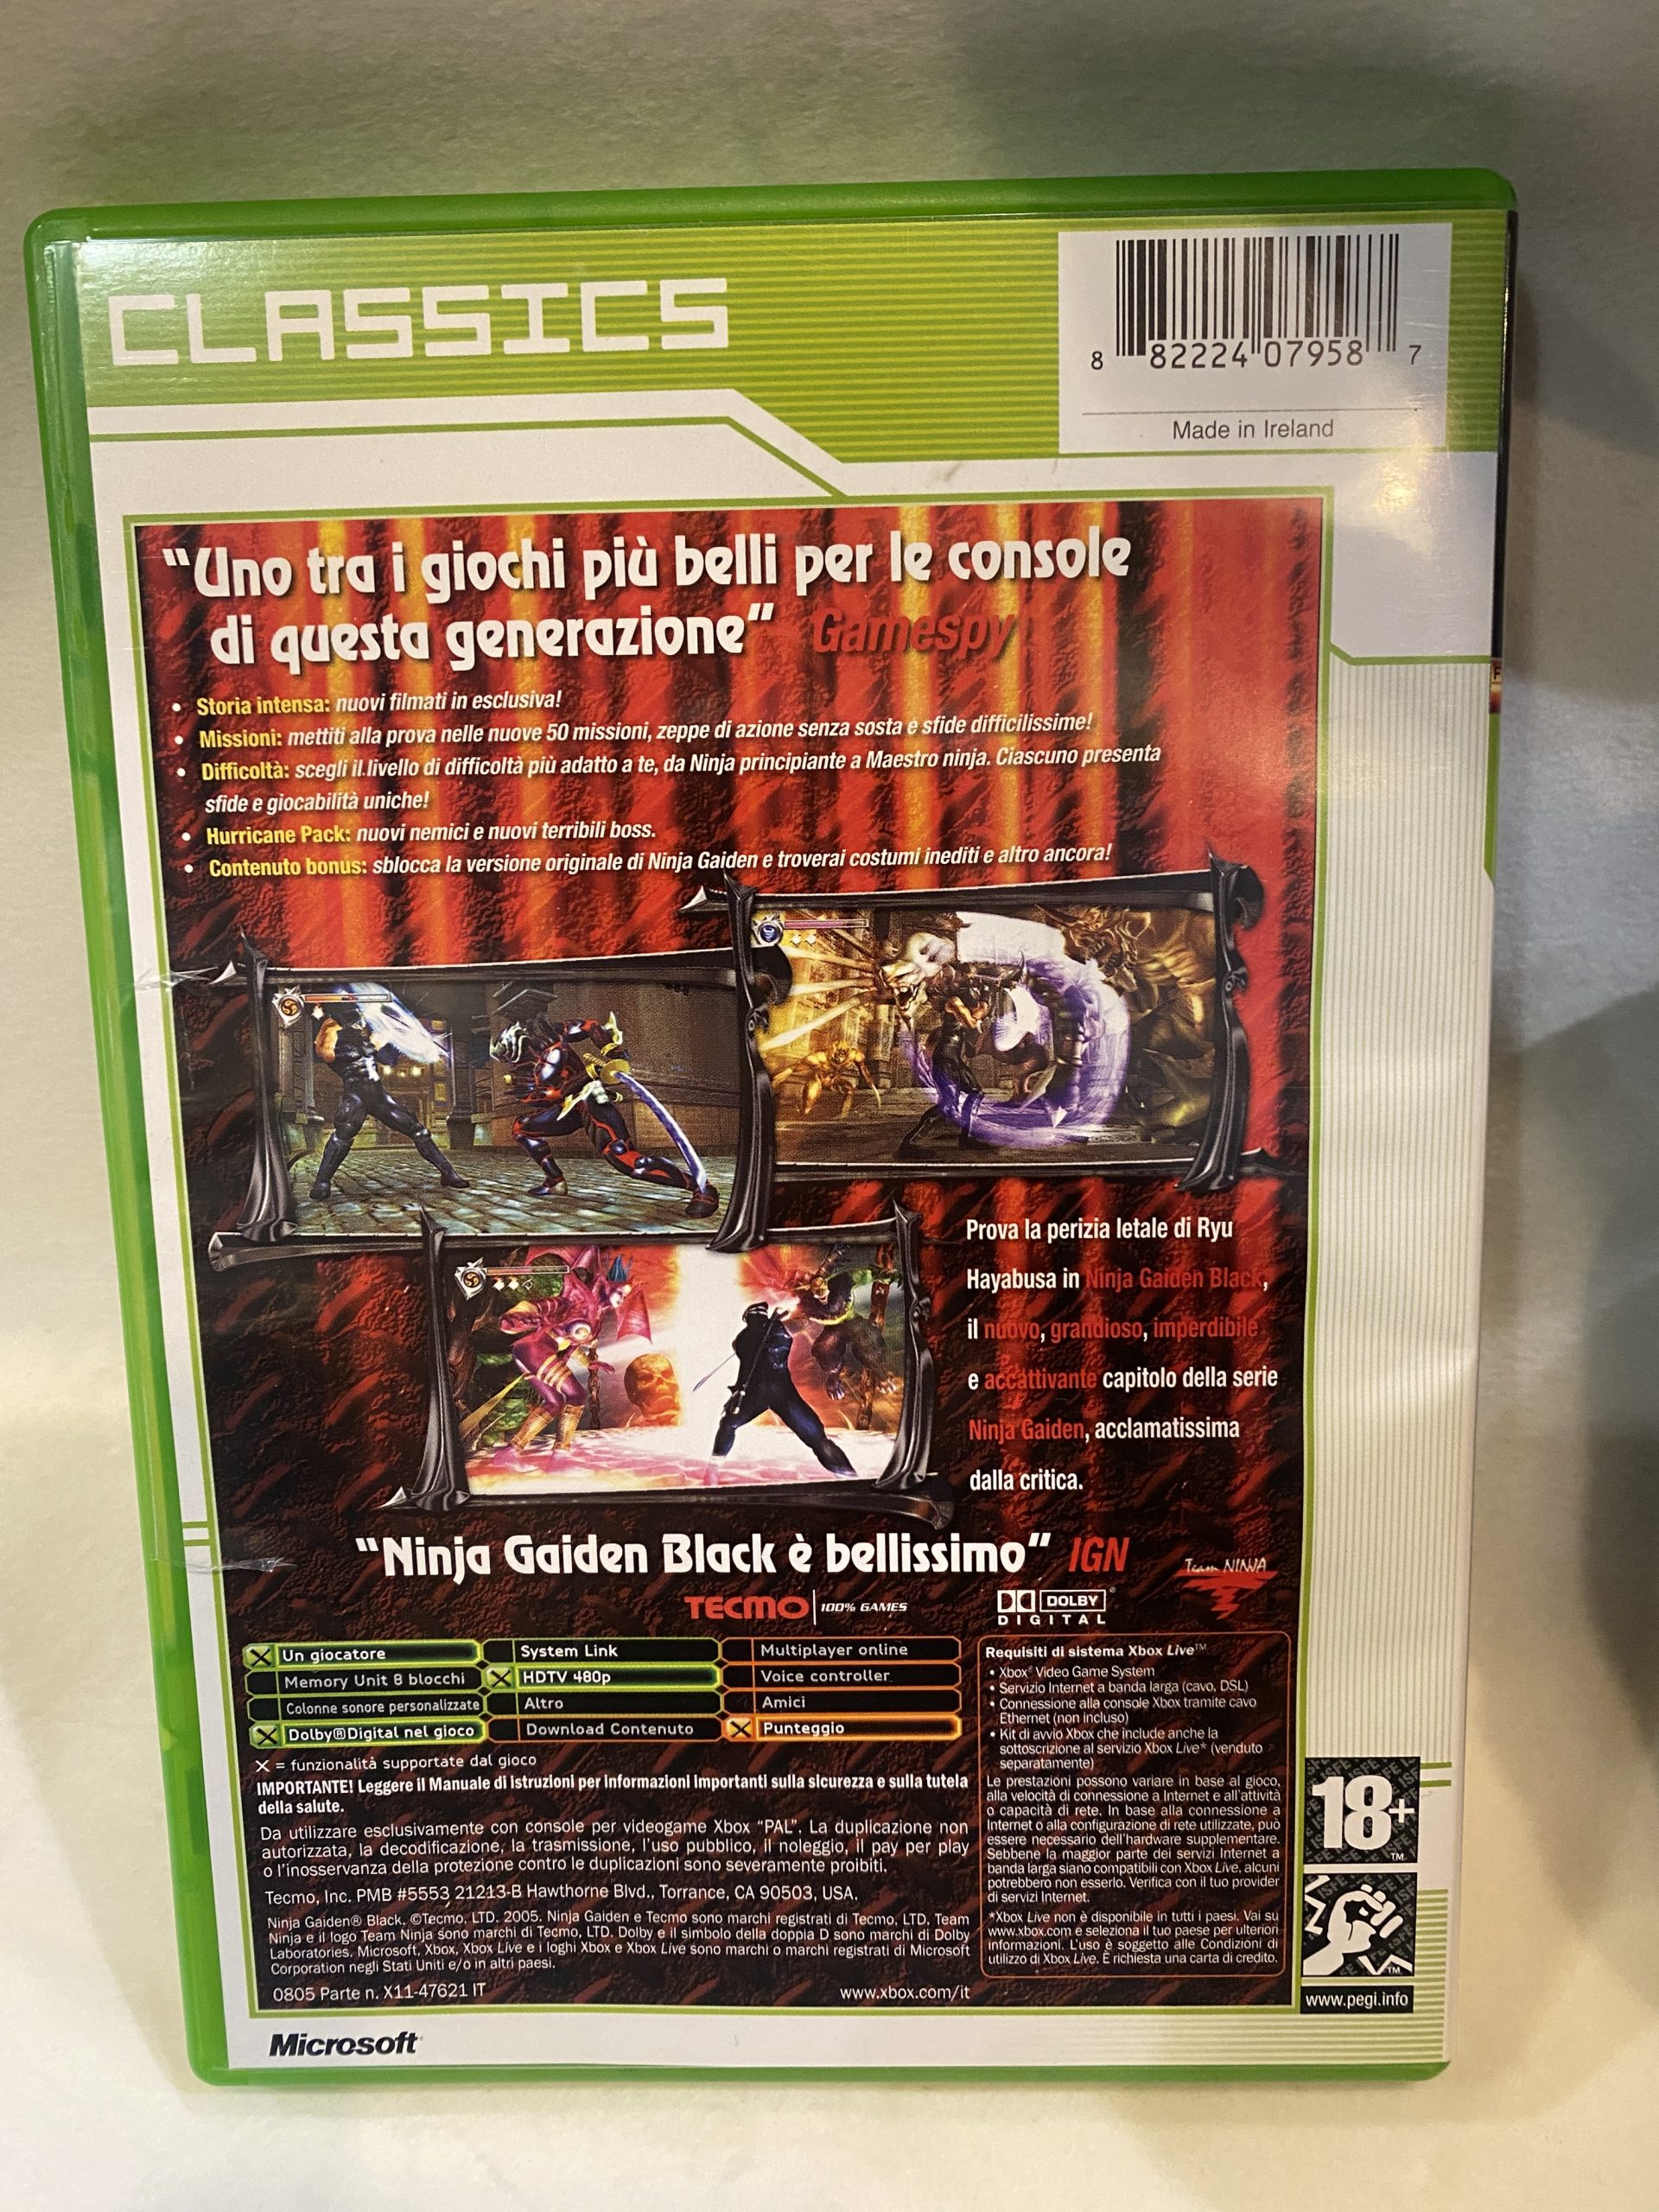 CLASSICS
8 82224 07958 7
Made in Ireland
"Uno tra i giochi più belli per le console
di questa generazione" Gamespy
• Storia intensa: nuovi filmati in esclusiva!
• Missioni: mettiti alla prova nelle nuove 50 missioni, zeppe di azione senza sosta e sfide difficilissime!
• Difficoltà: scegli il livello di difficoltà più adatto a te, da Ninja principiante a Maestro ninja. Ciascuno presenta
sfide e giocabilità uniche!
• Hurricane Pack: nuovi nemici e nuovi terribili boss.
• Contenuto bonus: sblocca la versione originale di Ninja Gaiden e troverai costumi inediti e altro ancora!
Prova la perizia letale di Ryu
Hayabusa in Ninja Gaiden Black,
il nuovo, grandioso, imperdibile
e accattivante capitolo della serie
Ninja Gaiden, acclamatissima
dalla critica.
"Ninja Gaiden Black è bellissimo" IGN
Team NINJA
TECMO 100% GAMES
DOLBY®
DIGITAL
X Un giocatore
System Link
Multiplayer online
Memory Unit 8 blocchi
X HDTV 480p
Voice controller
Colonne sonore personalizzate
Altro
Amici
X Dolby®Digital nel gioco
Download Contenuto
X Punteggio
X = funzionalità supportate dal gioco
IMPORTANTE! Leggere il Manuale di istruzioni per informazioni importanti sulla sicurezza e sulla tutela
della salute.
Da utilizzare esclusivamente con console per videogame Xbox "PAL". La duplicazione non
autorizzata, la decodificazione, la trasmissione, l'uso pubblico, il noleggio, il pay per play
o l'inosservanza della protezione contro le duplicazioni sono severamente proibiti.
Tecmo, Inc. PMB #5553 21213-B Hawthorne Blvd., Torrance, CA 90503, USA.
Ninja Gaiden® Black. ©Tecmo, LTD. 2005. Ninja Gaiden e Tecmo sono marchi registrati di Tecmo, LTD. Team
Ninja e il logo Team Ninja sono marchi di Tecmo, LTD. Dolby e il simbolo della doppia D sono marchi di Dolby
Laboratories. Microsoft, Xbox, Xbox Live e i loghi Xbox e Xbox Live sono marchi o marchi registrati di Microsoft
Corporation negli Stati Uniti e/o in altri paesi.
0805 Parte n. X11-47621 IT
www.xbox.com/it
Requisiti di sistema Xbox Live™
• Xbox® Video Game System
• Servizio Internet a banda larga (cavo, DSL)
• Connessione alla console Xbox tramite cavo
Ethernet (non incluso)
• Kit di avvio Xbox che include anche la
sottoscrizione al servizio Xbox Live* (venduto
separatamente)
Le prestazioni possono variare in base al gioco,
alla velocità di connessione a Internet e all'attività
o capacità di rete. In base alla connessione a
Internet o alla configurazione di rete utilizzate, può
essere necessario dell'hardware supplementare.
Sebbene la maggior parte dei servizi Internet a
banda larga siano compatibili con Xbox Live, alcuni
potrebbero non esserlo. Verifica con il tuo provider
di servizi Internet.
*Xbox Live non è disponibile in tutti i paesi. Vai su
www.xbox.com e seleziona il tuo paese per ulteriori
informazioni. L'uso è soggetto alle Condizioni di
utilizzo di Xbox Live. È richiesta una carta di credito.
18+™
www.pegi.info
Microsoft